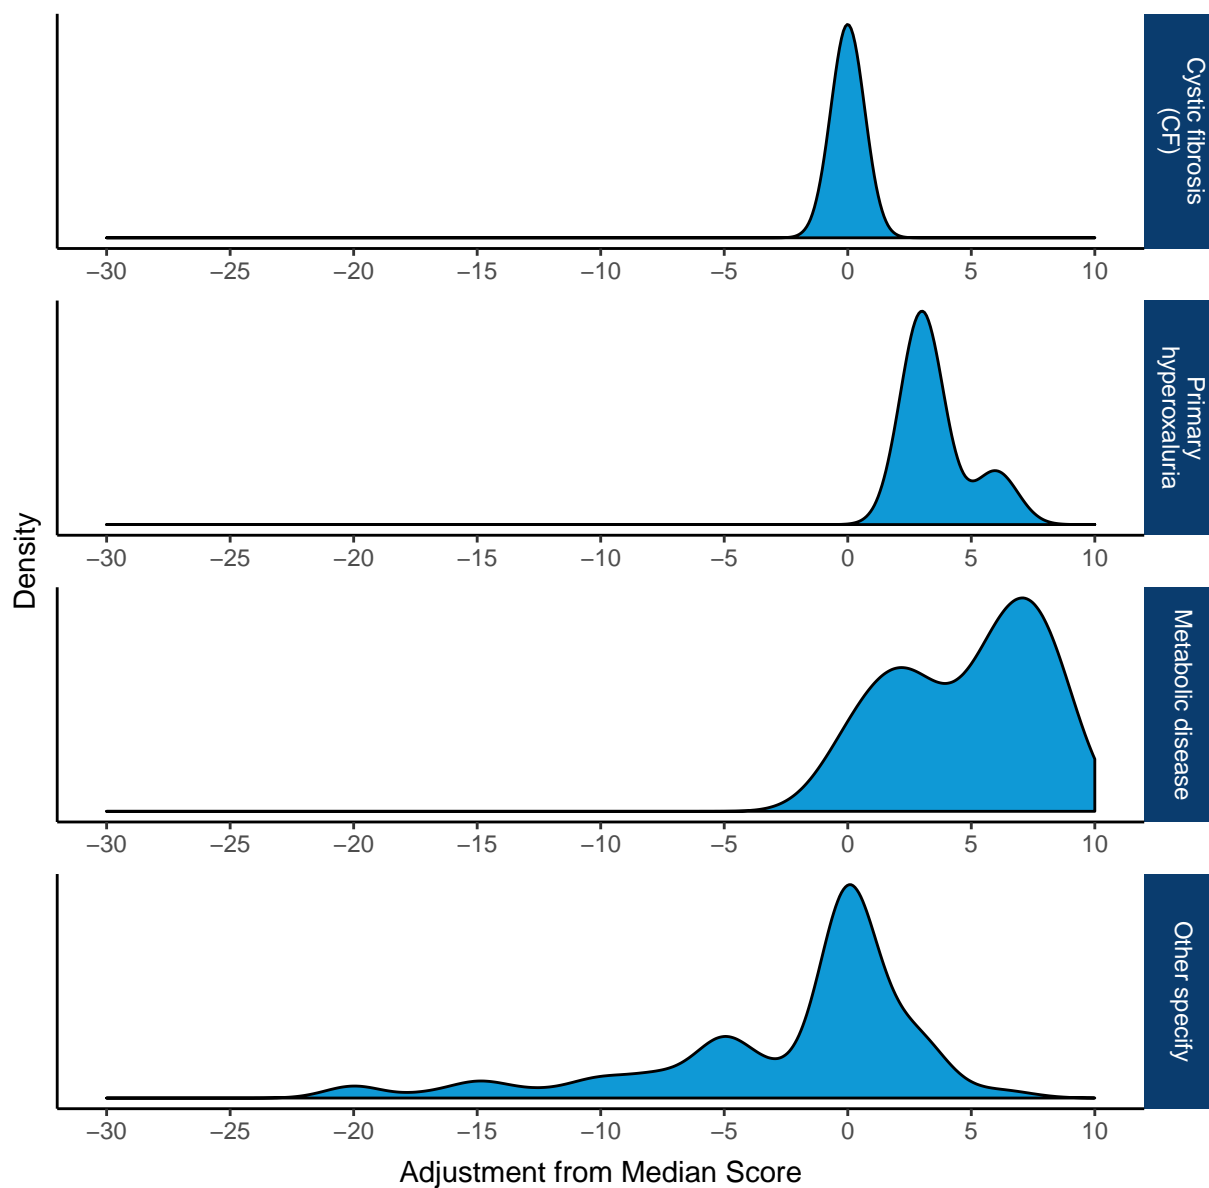 Cystic fibrosis
(CF)
−30 −25 −20 −15 −10 −5 0 5 10
Primary
hyperoxaluria
−30 −25 −20 −15 −10 −5 0 5 10
Metabolic disease
−30 −25 −20 −15 −10 −5 0 5 10
Other specify
−30 −25 −20 −15 −10 −5 0 5 10
Density
Adjustment from Median Score